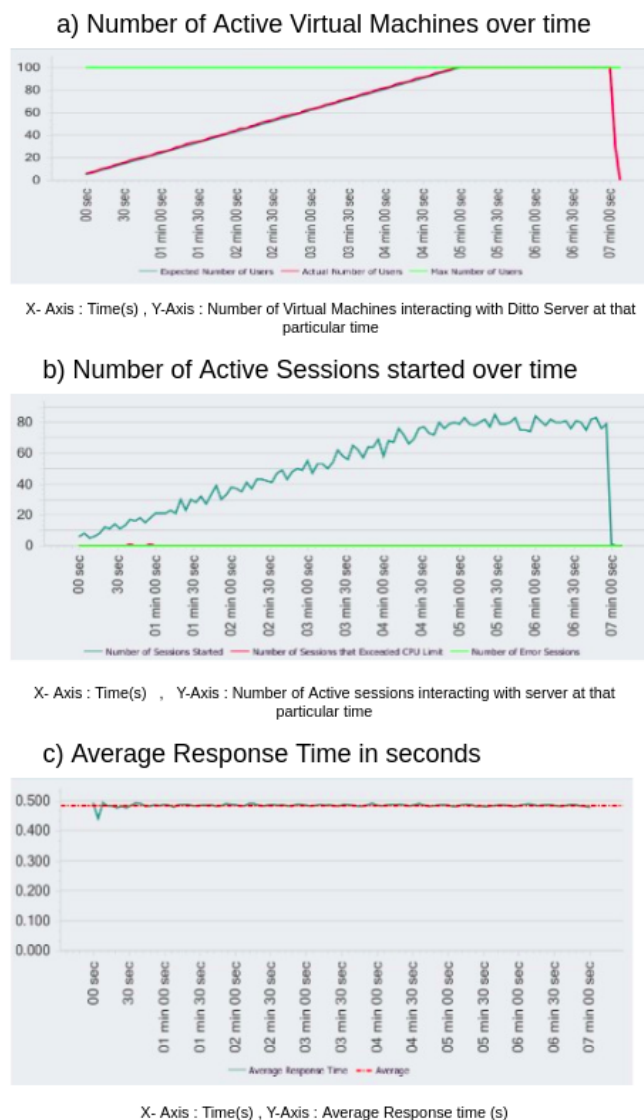 a) Number of Active Virtual Machines over time
100
80
60
40
20
0
00 sec
30 sec
01 min 00 sec
01 min 30 sec
02 min 00 sec
02 min 30 sec
03 min 00 sec
03 min 30 sec
04 min 00 sec
04 min 30 sec
05 min 00 sec
05 min 30 sec
06 min 00 sec
06 min 30 sec
07 min 00 sec
Expected Number of Users Actual Number of Users Max Number of Users
X- Axis : Time(s) , Y-Axis : Number of Virtual Machines interacting with Ditto Server at that
particular time
b) Number of Active Sessions started over time
80
60
40
20
0
00 sec
30 sec
01 min 00 sec
01 min 30 sec
02 min 00 sec
02 min 30 sec
03 min 00 sec
03 min 30 sec
04 min 00 sec
04 min 30 sec
05 min 00 sec
05 min 30 sec
06 min 00 sec
06 min 30 sec
07 min 00 sec
Number of Sessions Started Number of Sessions that Exceeded CPU Limit Number of Error Sessions
X- Axis : Time(s) , Y-Axis : Number of Active sessions interacting with server at that
particular time
c) Average Response Time in seconds
0.500
0.400
0.300
0.200
0.100
0.000
00 sec
30 sec
01 min 00 sec
01 min 30 sec
02 min 00 sec
02 min 30 sec
03 min 00 sec
03 min 30 sec
04 min 00 sec
04 min 30 sec
05 min 00 sec
05 min 30 sec
06 min 00 sec
06 min 30 sec
07 min 00 sec
Average Response Time Average
X- Axis : Time(s) , Y-Axis : Average Response time (s)